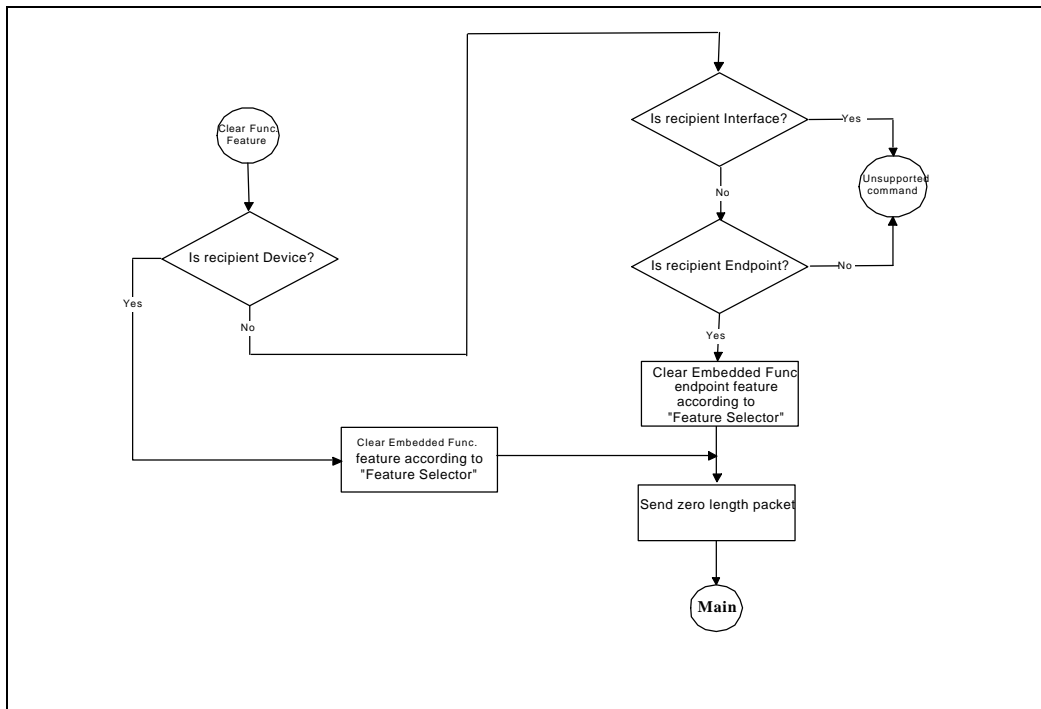 Clear Func.
Feature
Is recipient Device?
Yes
No
Is recipient Interface?
Yes
Unsupported
command
No
Is recipient Endpoint?
No
Yes
Clear Embedded Func
endpoint feature
according to
"Feature Selector"
Clear Embedded Func.
feature according to
"Feature Selector"
Send zero length packet
Main